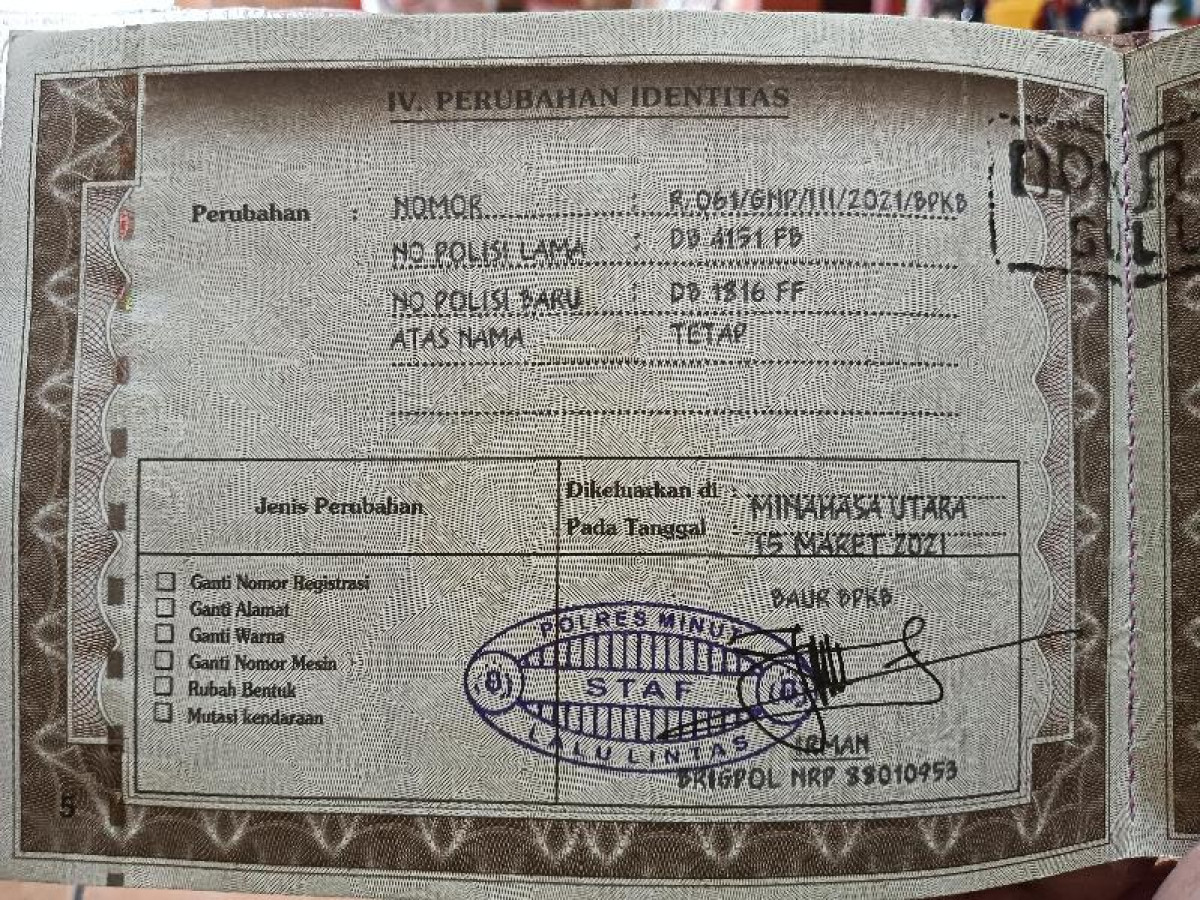 IV. PERUBAHAN IDENTITAS
Perubahan : NOMOR : R.061/GNP/III/2021/BPKB
NO POLISI LAMA : DB 4151 FB
NO POLISI BARU : DB 1816 FF
ATAS NAMA : TETAP
Jenis Perubahan
Dikeluarkan di : MINAHASA UTARA
Pada Tanggal : 15 MARET 2021
Ganti Nomor Registrasi
Ganti Alamat
Ganti Warna
Ganti Nomor Mesin
Rubah Bentuk
Mutasi kendaraan
BAUR BPKB
POLRES MINUT
STAF
LALU LINTAS
IRMAN
BRIGPOL NRP 88010953
5